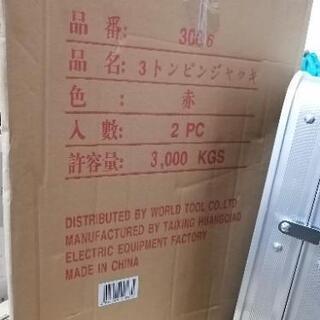 品番: 3006
品名: 3トンピンジャッキ
色: 赤
人數: 2 PC
許容量: 3,000 KGS
DISTRIBUTED BY WORLD TOOL CO.,LTD.
MANUFACTURED BY TAIXING HUANGQIAO
ELECTRIC EQUIPMENT FACTORY
MADE IN CHINA